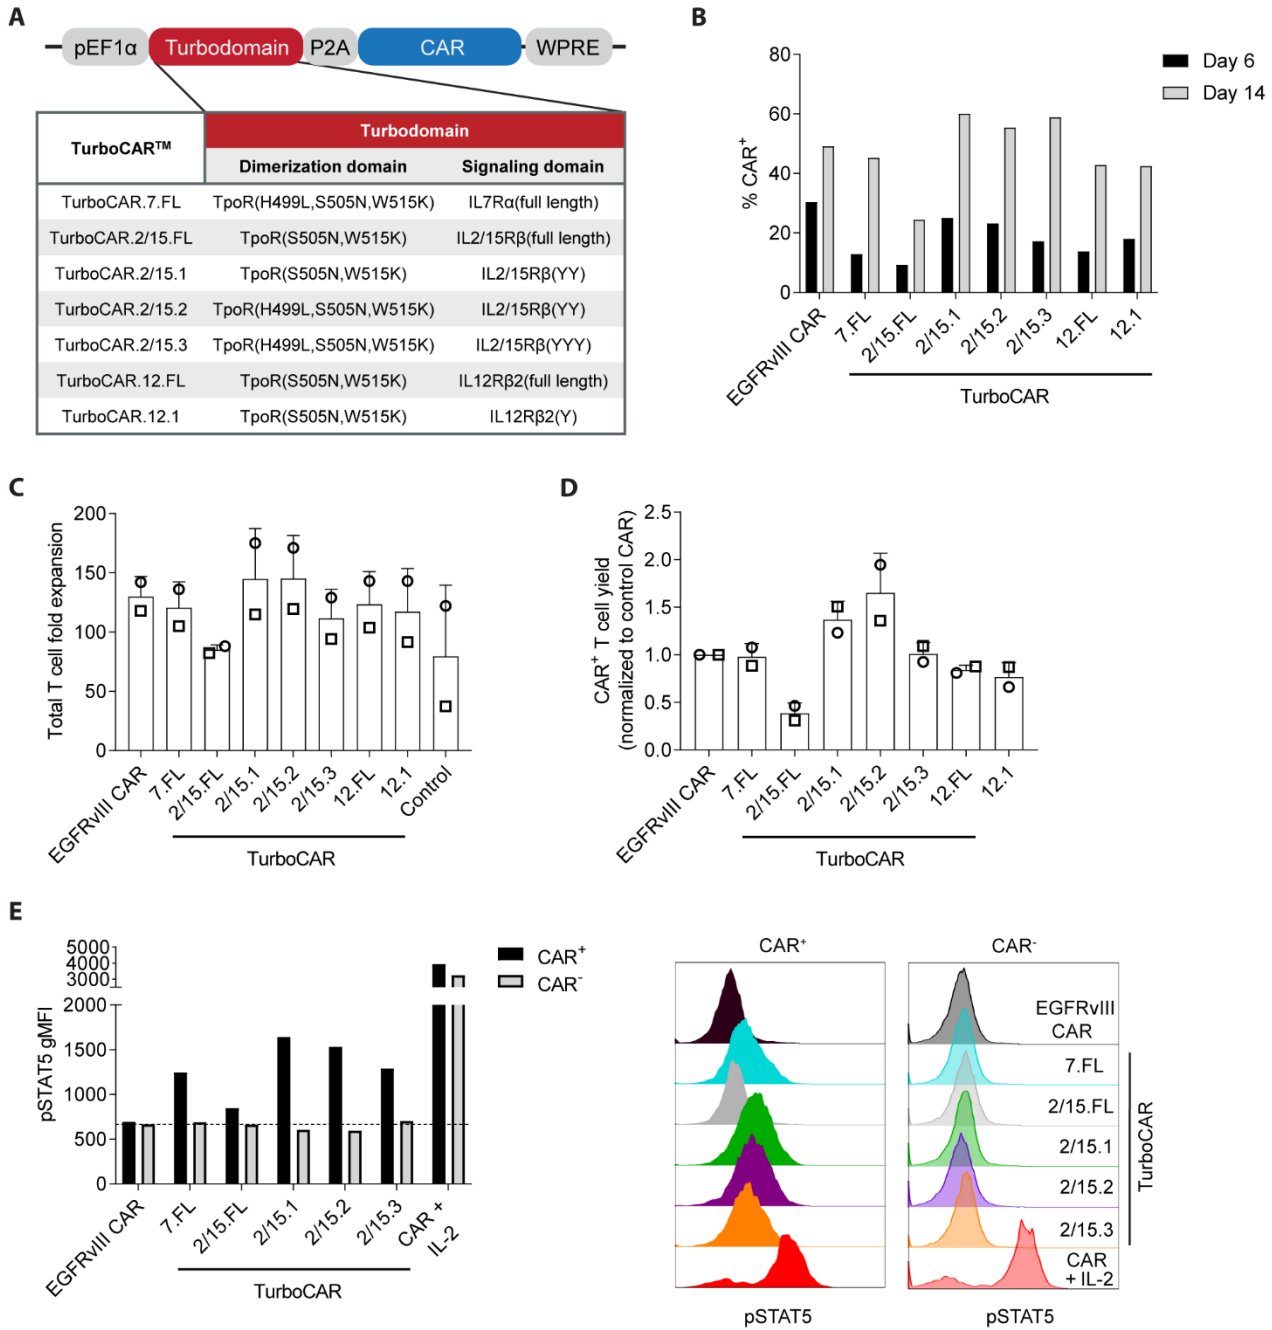 A
pEF1α Turbodomain P2A CAR WPRE
TurboCAR™ Turbodomain
Dimerization domain Signaling domain
TurboCAR.7.FL TpoR(H499L,S505N,W515K) IL7Rα(full length)
TurboCAR.2/15.FL TpoR(S505N,W515K) IL2/15Rβ(full length)
TurboCAR.2/15.1 TpoR(S505N,W515K) IL2/15Rβ(YY)
TurboCAR.2/15.2 TpoR(H499L,S505N,W515K) IL2/15Rβ(YY)
TurboCAR.2/15.3 TpoR(H499L,S505N,W515K) IL2/15Rβ(YYY)
TurboCAR.12.FL TpoR(S505N,W515K) IL12Rβ2(full length)
TurboCAR.12.1 TpoR(S505N,W515K) IL12Rβ2(Y)
B
% CAR⁺
80
60
40
20
0
Day 6
Day 14
EGFRvIII CAR 7.FL 2/15.FL 2/15.1 2/15.2 2/15.3 12.FL 12.1
TurboCAR
C
Total T cell fold expansion
200
150
100
50
0
EGFRvIII CAR 7.FL 2/15.FL 2/15.1 2/15.2 2/15.3 12.FL 12.1 Control
TurboCAR
D
CAR⁺ T cell yield
(normalized to control CAR)
2.5
2.0
1.5
1.0
0.5
0.0
EGFRvIII CAR 7.FL 2/15.FL 2/15.1 2/15.2 2/15.3 12.FL 12.1
TurboCAR
E
pSTAT5 gMFI
5000
4000
3000
2000
1500
1000
500
0
CAR⁺
CAR⁻
EGFRvIII CAR 7.FL 2/15.FL 2/15.1 2/15.2 2/15.3 CAR +
IL-2
TurboCAR
CAR⁺ CAR⁻
EGFRvIII
CAR
7.FL
2/15.FL
2/15.1
2/15.2
2/15.3
CAR
+ IL-2
TurboCAR
pSTAT5 pSTAT5